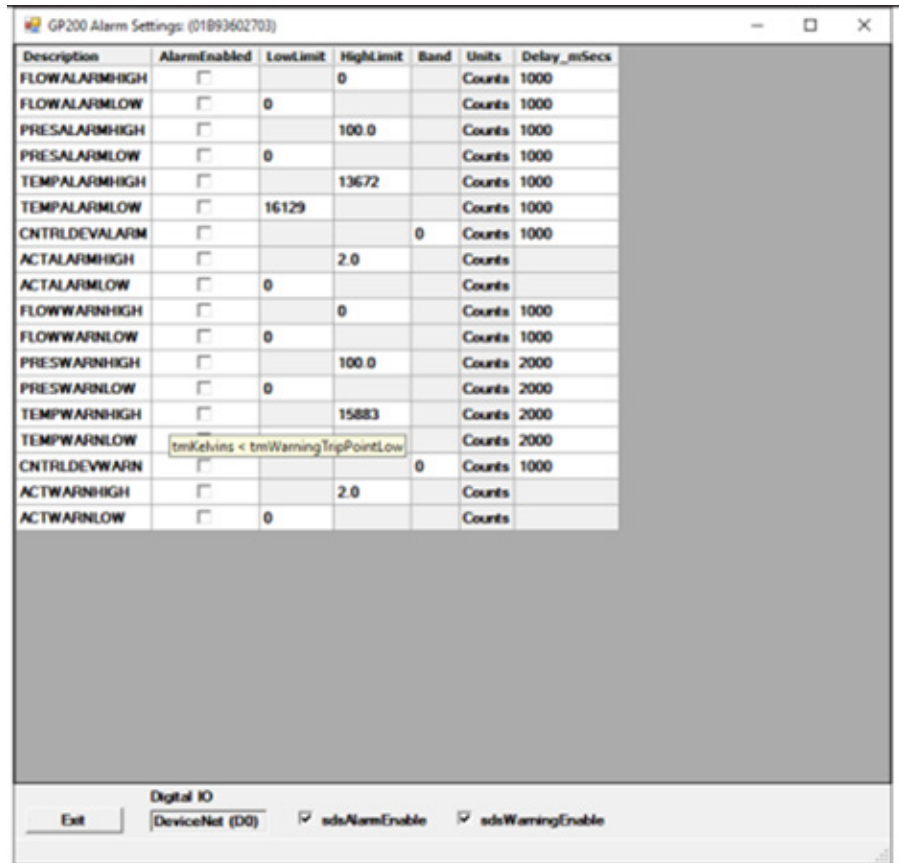 GP200 Alarm Settings: (01B93602703)
Description AlarmEnabled LowLimit HighLimit Band Units Delay_mSecs
FLOWALARMHIGH 0 Counts 1000
FLOWALARMLOW 0 Counts 1000
PRESALARMHIGH 100.0 Counts 1000
PRESALARMLOW 0 Counts 1000
TEMPALARMHIGH 13672 Counts 1000
TEMPALARMLOW 16129 Counts 1000
CNTRLDEVALARM 0 Counts 1000
ACTALARMHIGH 2.0 Counts
ACTALARMLOW 0 Counts
FLOWWARNHIGH 0 Counts 1000
FLOWWARNLOW 0 Counts 1000
PRESWARNHIGH 100.0 Counts 2000
PRESWARNLOW 0 Counts 2000
TEMPWARNHIGH 15883 Counts 2000
TEMPWARNLOW Counts 2000
tmKelvins < tmWarningTripPointLow
CNTRLDEVWARN 0 Counts 1000
ACTWARNHIGH 2.0 Counts
ACTWARNLOW 0 Counts
Digital IO
Exit DeviceNet (D0) sdsAlarmEnable sdsWarningEnable